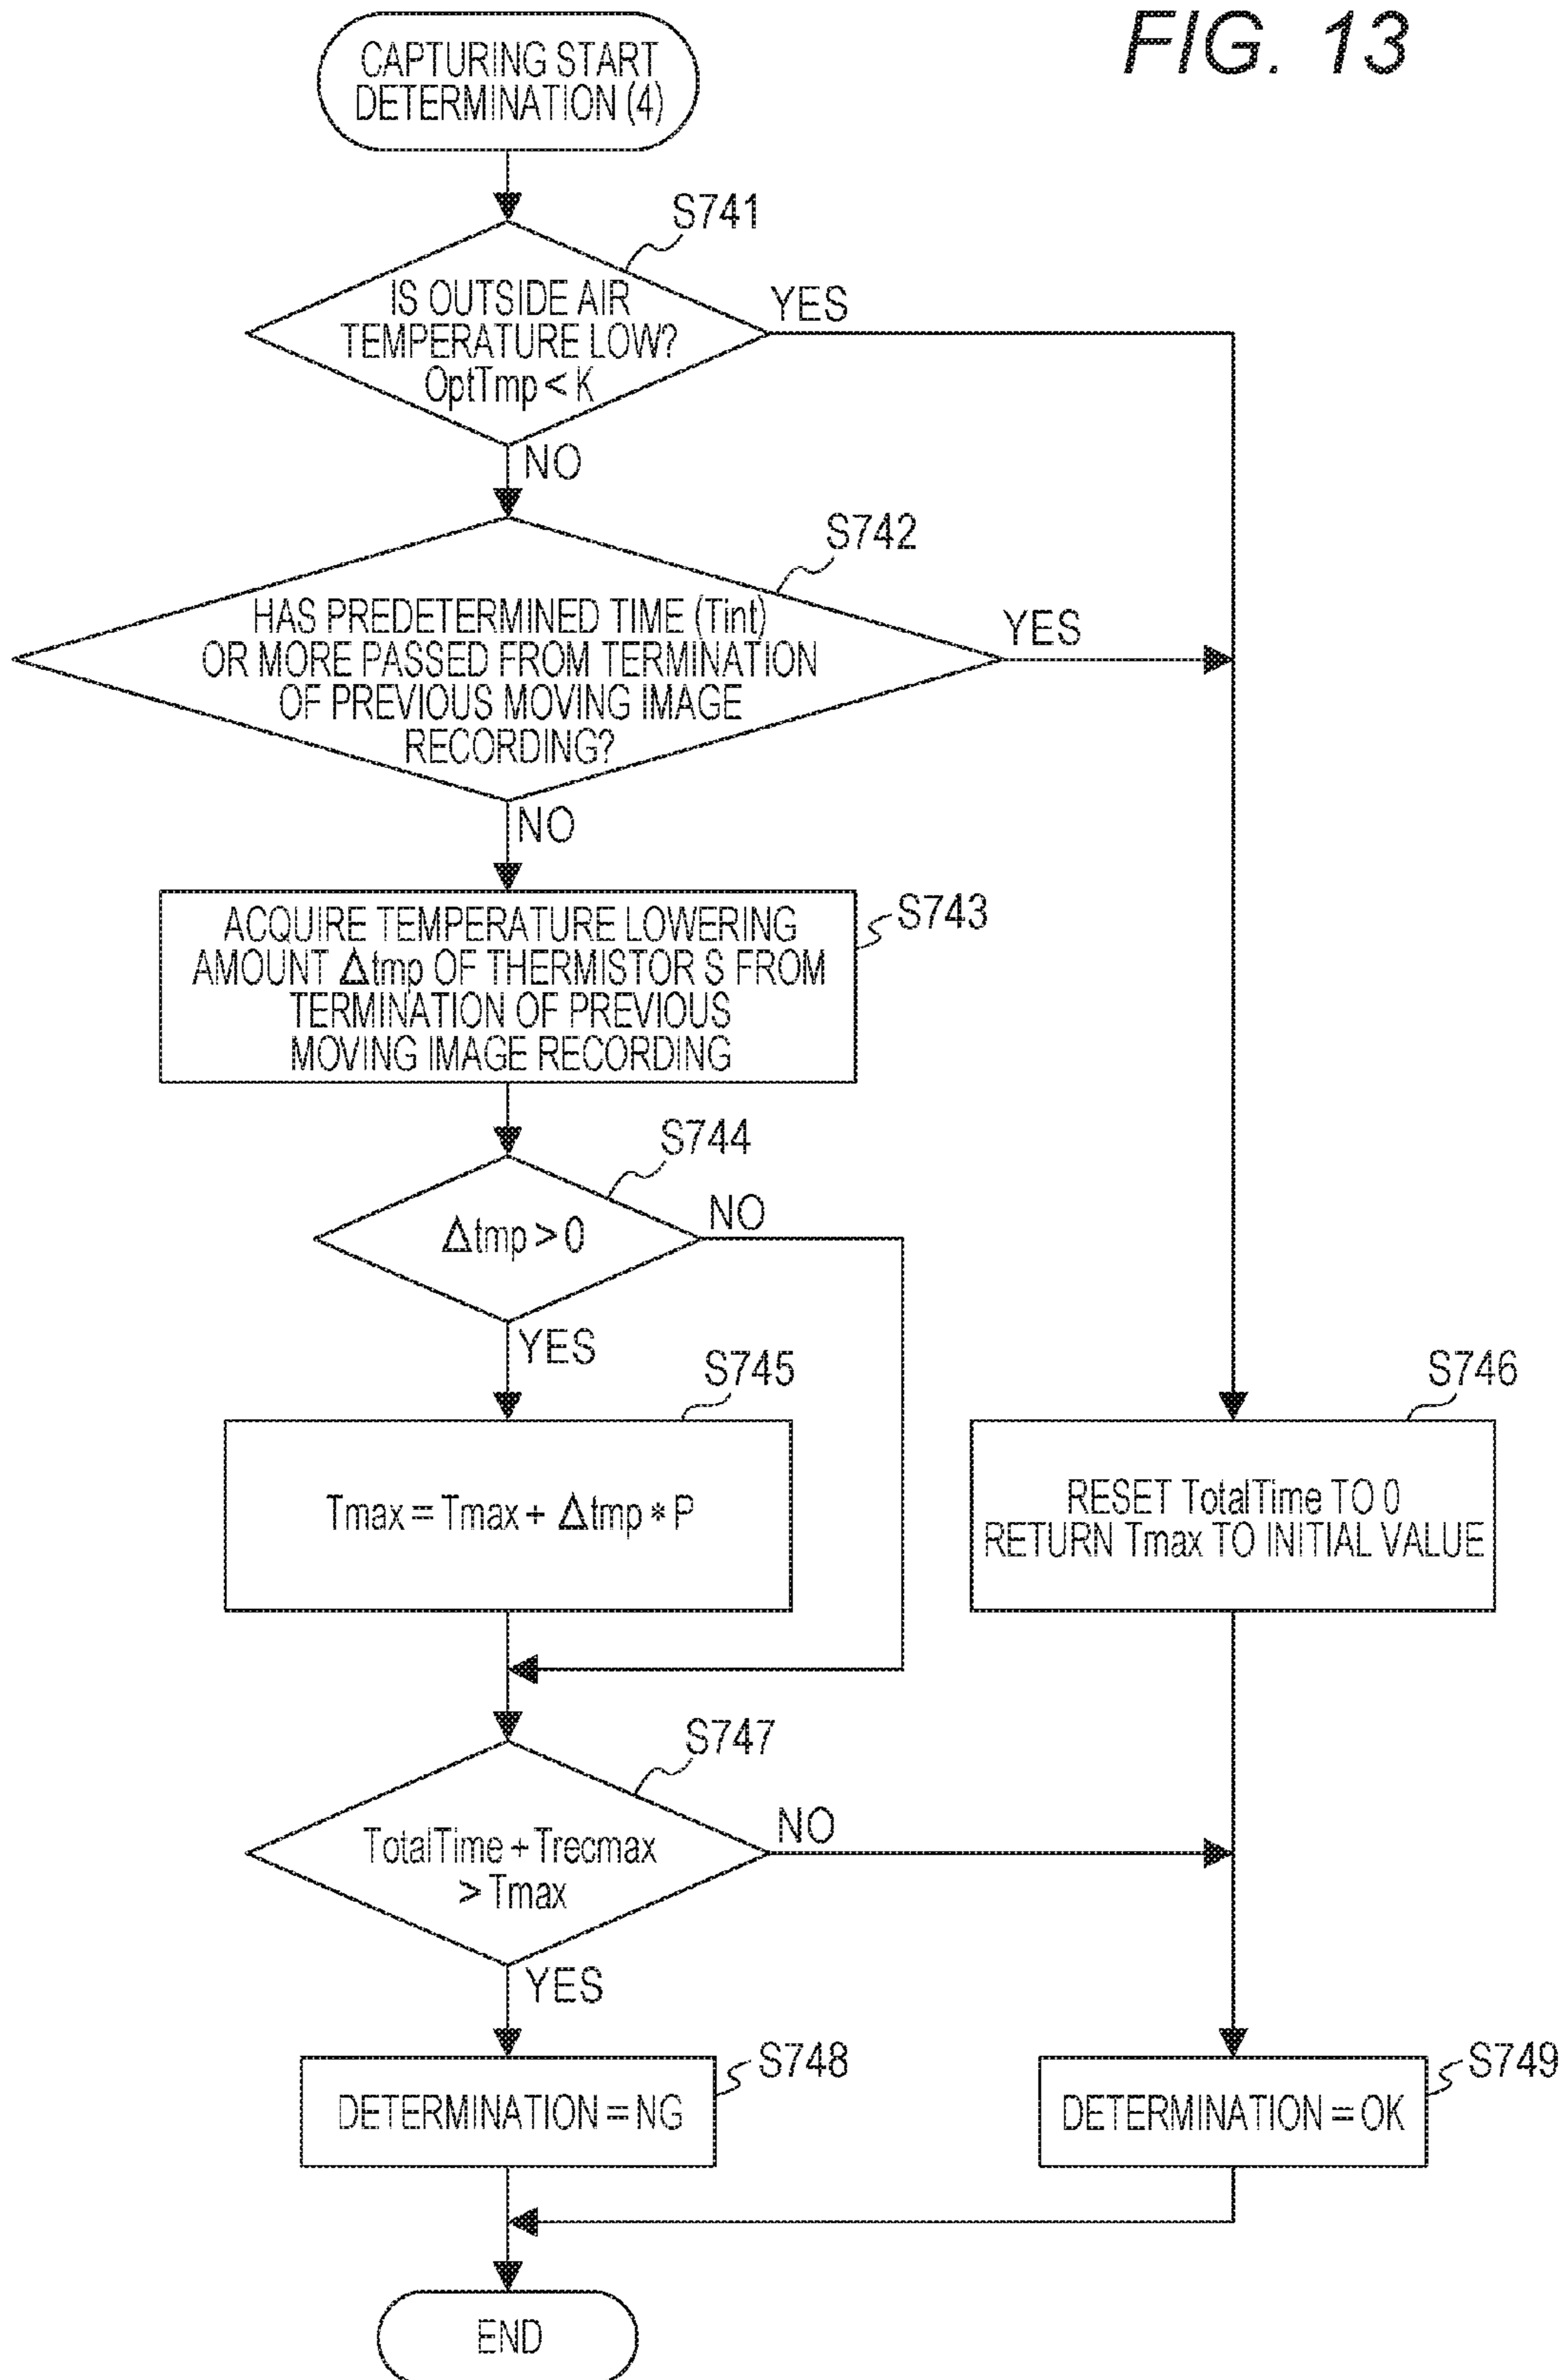 FIG. 13
CAPTURING START
DETERMINATION (4)
S741
IS OUTSIDE AIR
TEMPERATURE LOW?
OptTmp < K
YES
NO
S742
HAS PREDETERMINED TIME (Tint)
OR MORE PASSED FROM TERMINATION
OF PREVIOUS MOVING IMAGE
RECORDING?
YES
NO
S743
ACQUIRE TEMPERATURE LOWERING
AMOUNT Δtmp OF THERMISTOR S FROM
TERMINATION OF PREVIOUS
MOVING IMAGE RECORDING
S744
Δtmp > 0
NO
YES
S745
Tmax = Tmax + Δtmp * P
S746
RESET TotalTime TO 0
RETURN Tmax TO INITIAL VALUE
S747
TotalTime + Trecmax
> Tmax
NO
YES
S748
DETERMINATION = NG
S749
DETERMINATION = OK
END